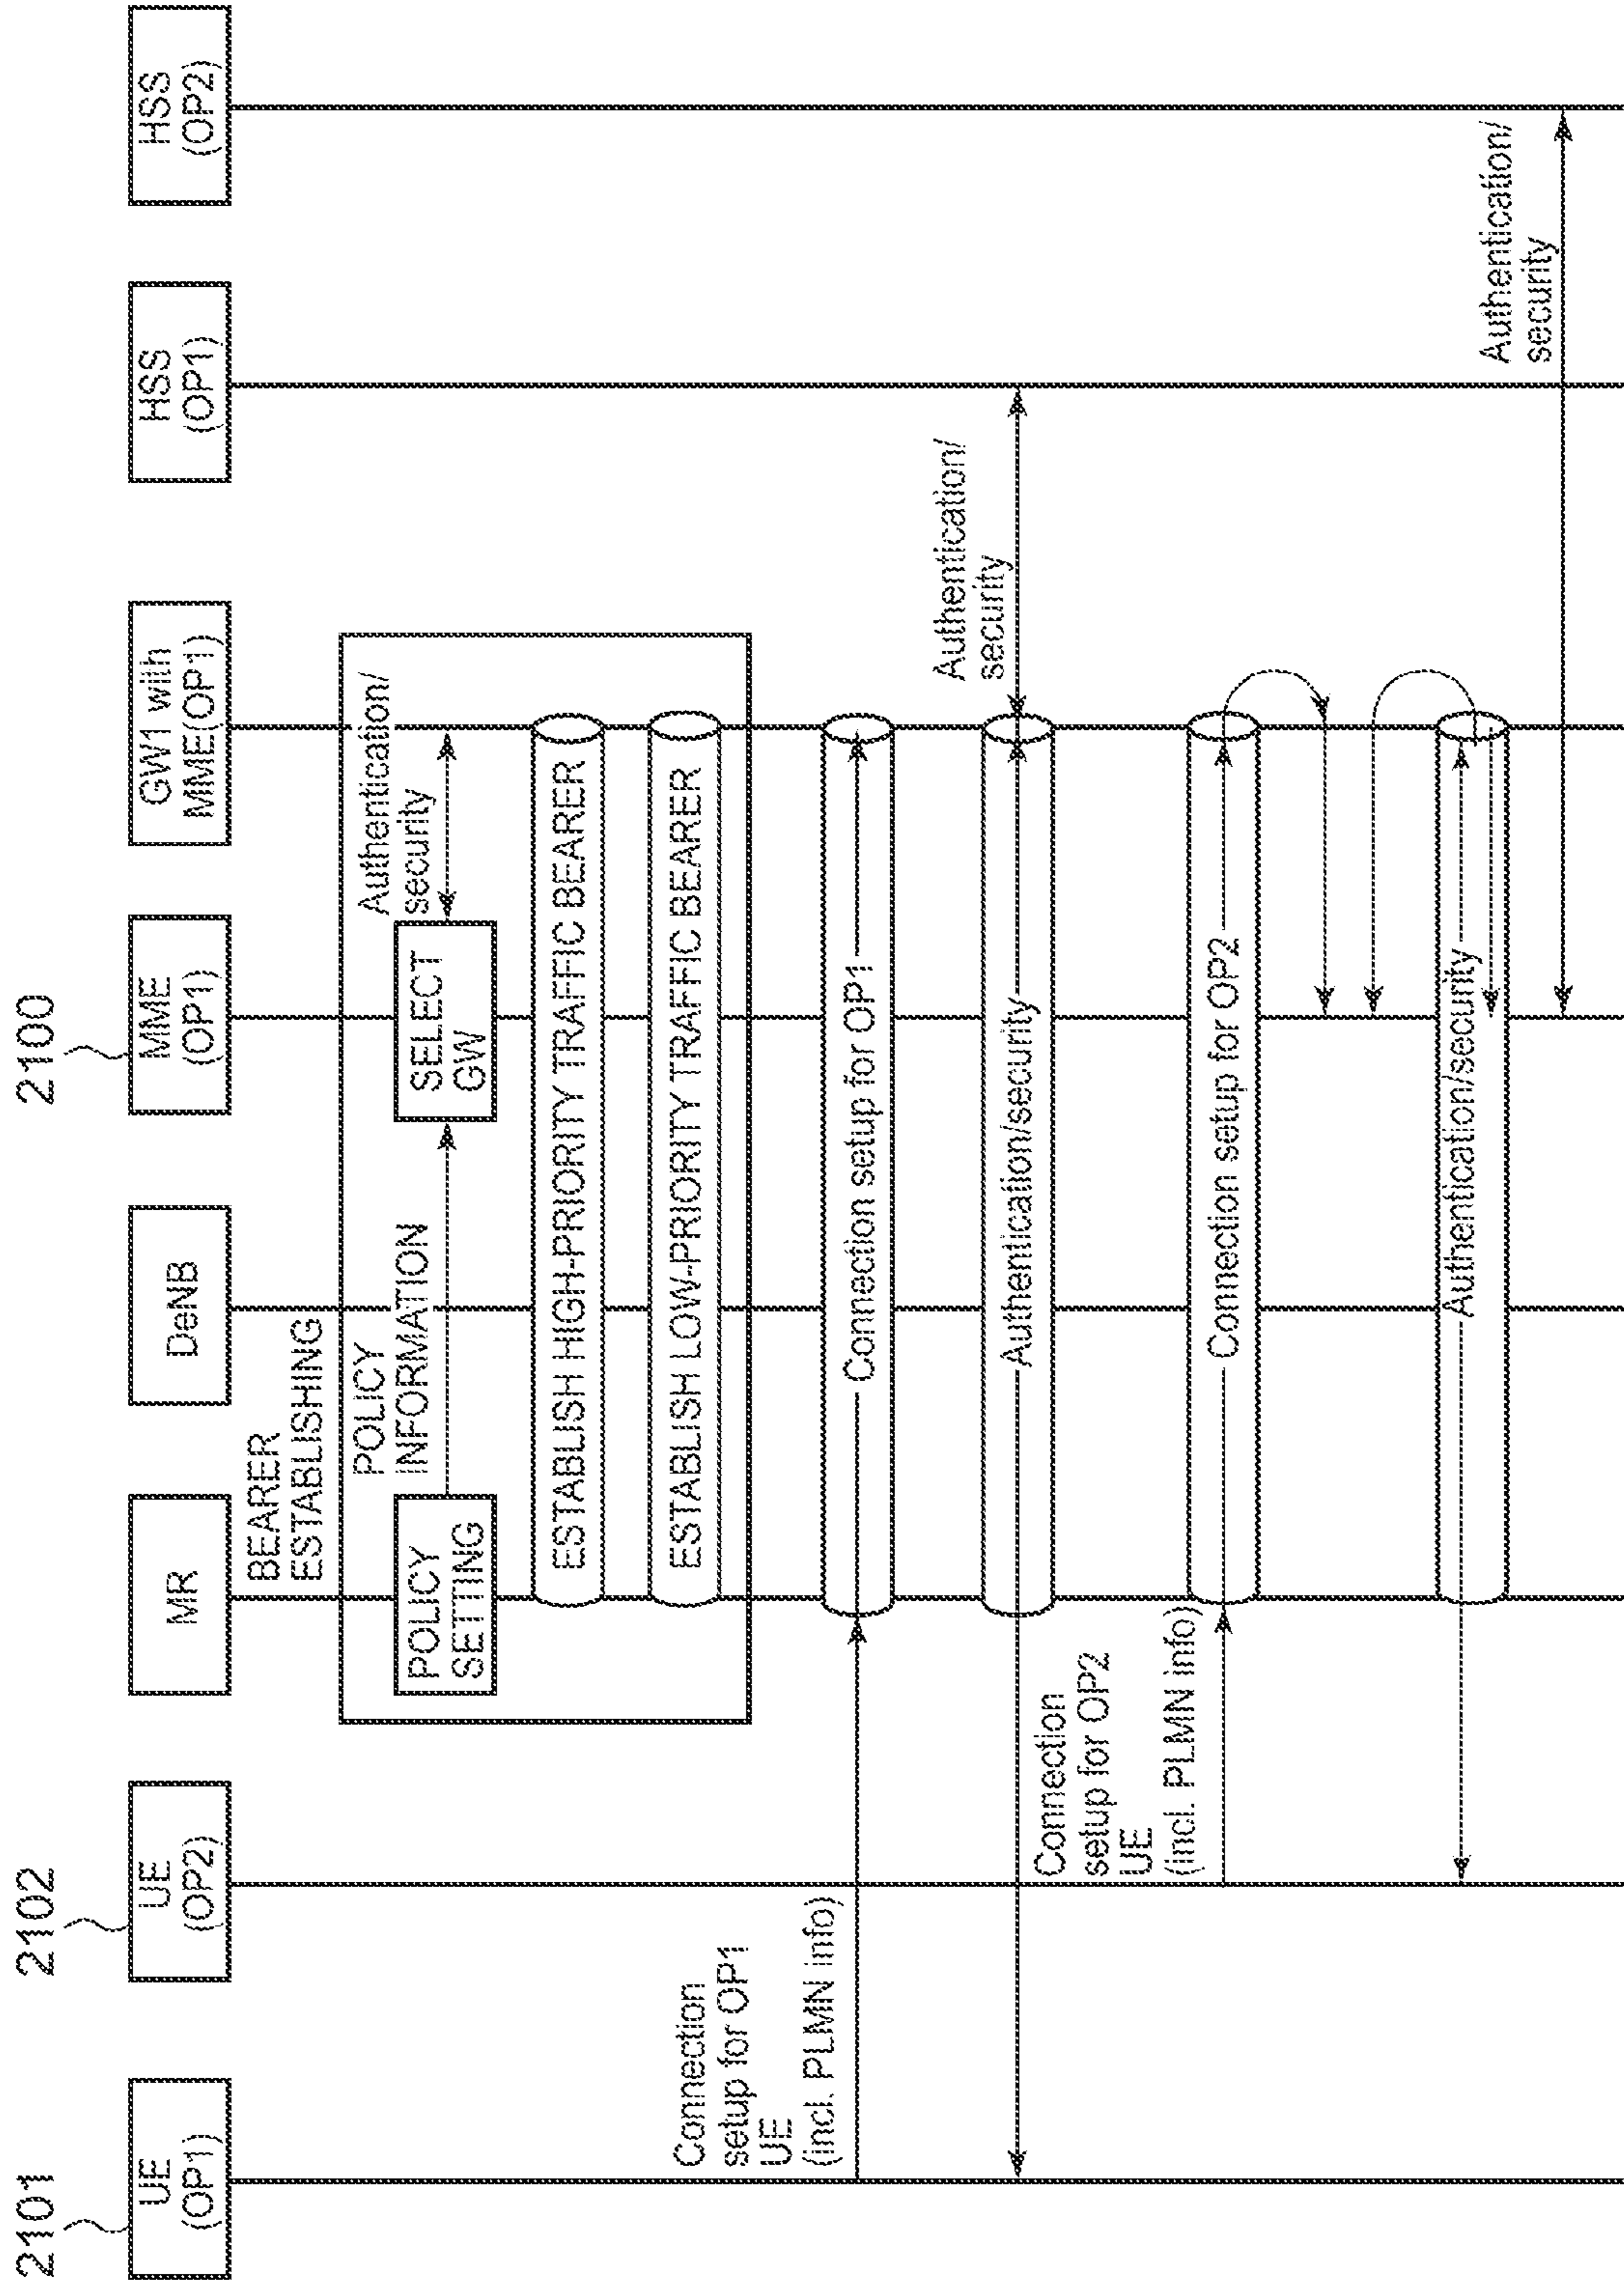 2101
2102
2100
UE
(OP1)
UE
(OP2)
MR
DeNB
MME
(OP1)
GW1 with
MME(OP1)
HSS
(OP1)
HSS
(OP2)
BEARER
ESTABLISHING
POLICY
INFORMATION
Authentication/
security
POLICY
SETTING
SELECT
GW
ESTABLISH HIGH-PRIORITY TRAFFIC BEARER
ESTABLISH LOW-PRIORITY TRAFFIC BEARER
Connection
setup for OP1
UE
(incl. PLMN info)
Connection setup for OP1
Authentication/
security
Authentication/security
Connection
setup for OP2
UE
(incl. PLMN info)
Connection setup for OP2
Authentication/security
Authentication/
security